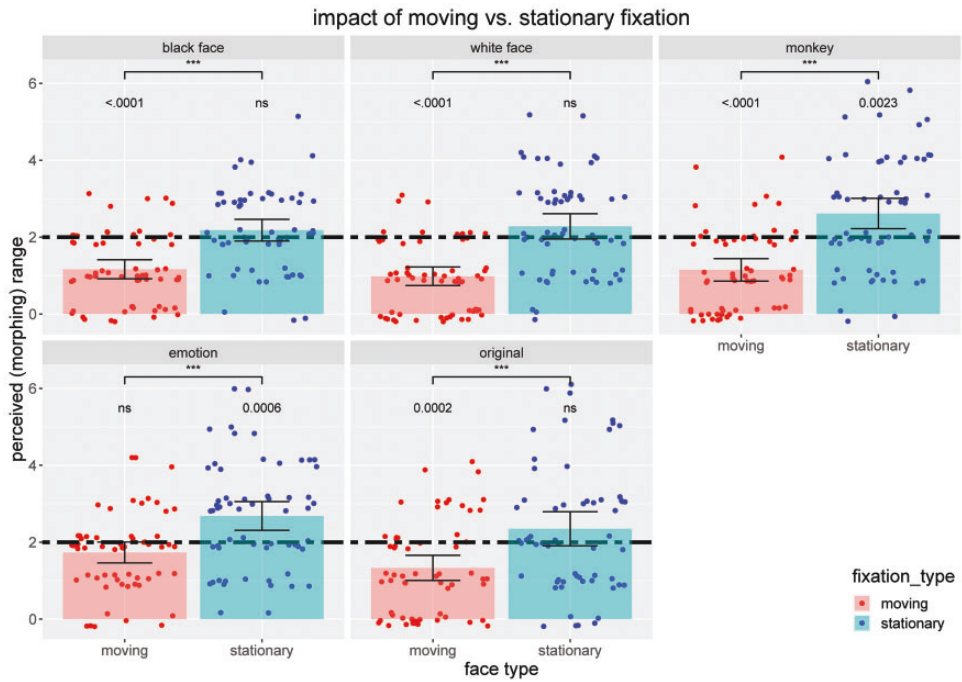 impact of moving vs. stationary fixation
black face
white face
monkey
***
***
***
<.0001
ns
<.0001
ns
<.0001
0.0023
6
4
2
0
moving
stationary
emotion
original
***
***
ns
0.0006
0.0002
ns
6
4
2
0
moving
stationary
moving
stationary
perceived (morphing) range
face type
fixation_type
moving
stationary